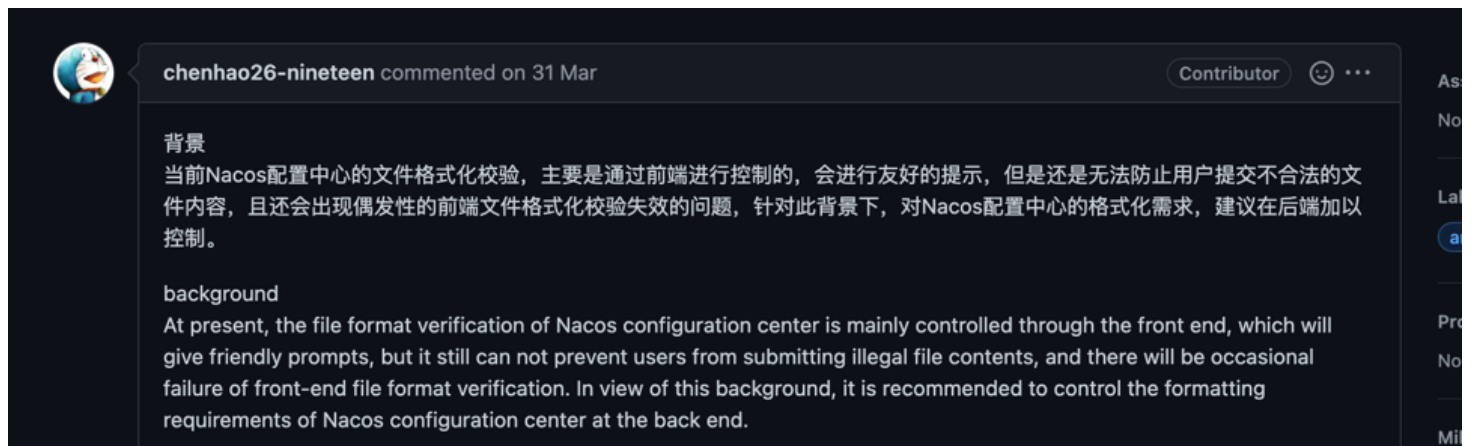 chenhao26-nineteen commented on 31 Mar
Contributor
背景
当前Nacos配置中心的文件格式化校验，主要是通过前端进行控制的，会进行友好的提示，但是还是无法防止用户提交不合法的文
件内容，且还会出现偶发性的前端文件格式化校验失效的问题，针对此背景下，对Nacos配置中心的格式化需求，建议在后端加以
控制。
background
At present, the file format verification of Nacos configuration center is mainly controlled through the front end, which will
give friendly prompts, but it still can not prevent users from submitting illegal file contents, and there will be occasional
failure of front-end file format verification. In view of this background, it is recommended to control the formatting
requirements of Nacos configuration center at the back end.
No
No